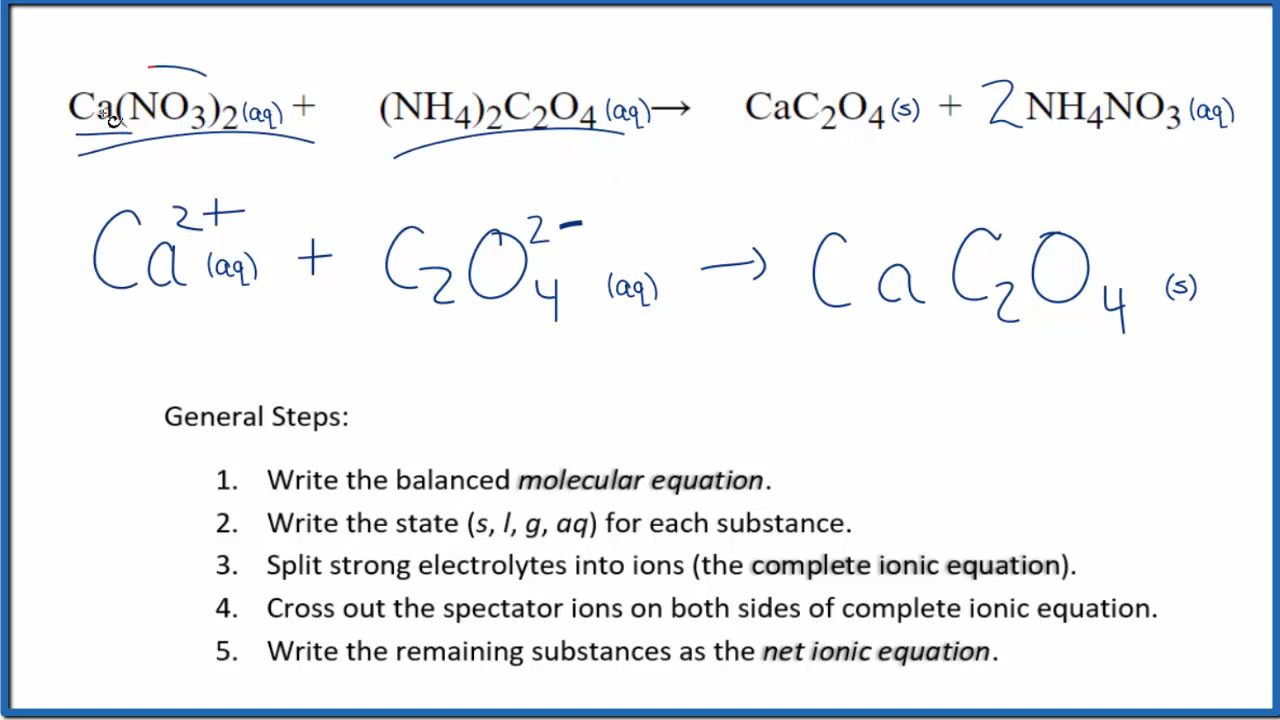 Ca(NO₃)₂(aq) + (NH₄)₂C₂O₄(aq) → CaC₂O₄(s) + 2NH₄NO₃(aq)
Ca²⁺(aq) + C₂O₄²⁻(aq) → CaC₂O₄(s)
General Steps:
1. Write the balanced molecular equation.
2. Write the state (s, l, g, aq) for each substance.
3. Split strong electrolytes into ions (the complete ionic equation).
4. Cross out the spectator ions on both sides of complete ionic equation.
5. Write the remaining substances as the net ionic equation.